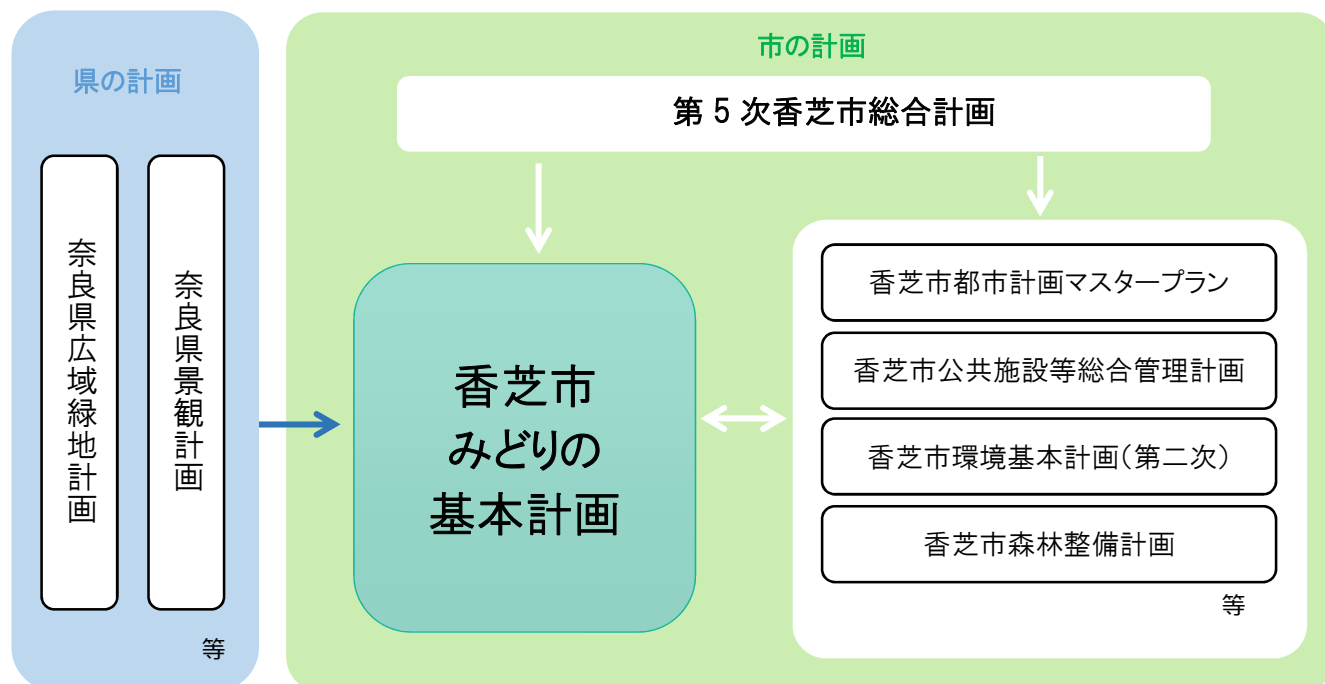 県の計画
奈良県広域緑地計画
奈良県景観計画
等
市の計画
第5次香芝市総合計画
香芝市
みどりの
基本計画
香芝市都市計画マスタープラン
香芝市公共施設等総合管理計画
香芝市環境基本計画（第二次）
香芝市森林整備計画
等